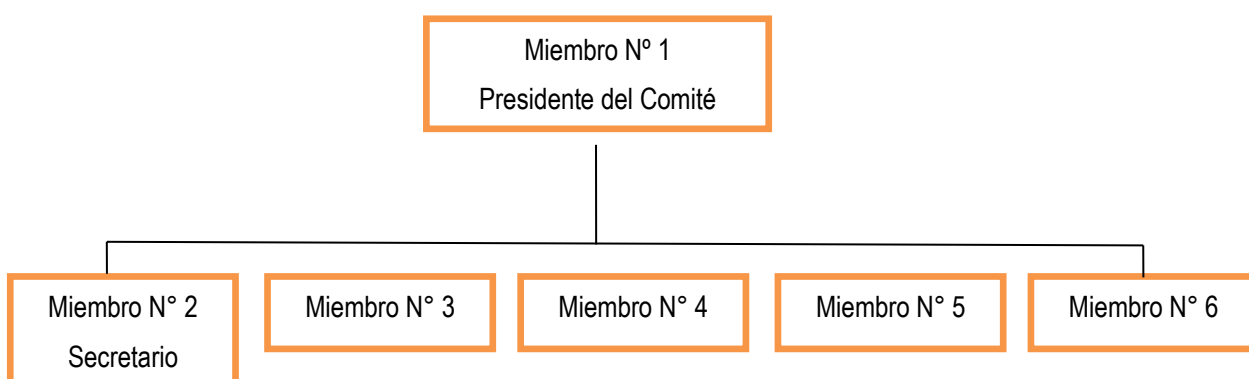 Miembro Nº 1
Presidente del Comité
Miembro N° 2
Secretario
Miembro N° 3
Miembro N° 4
Miembro N° 5
Miembro N° 6